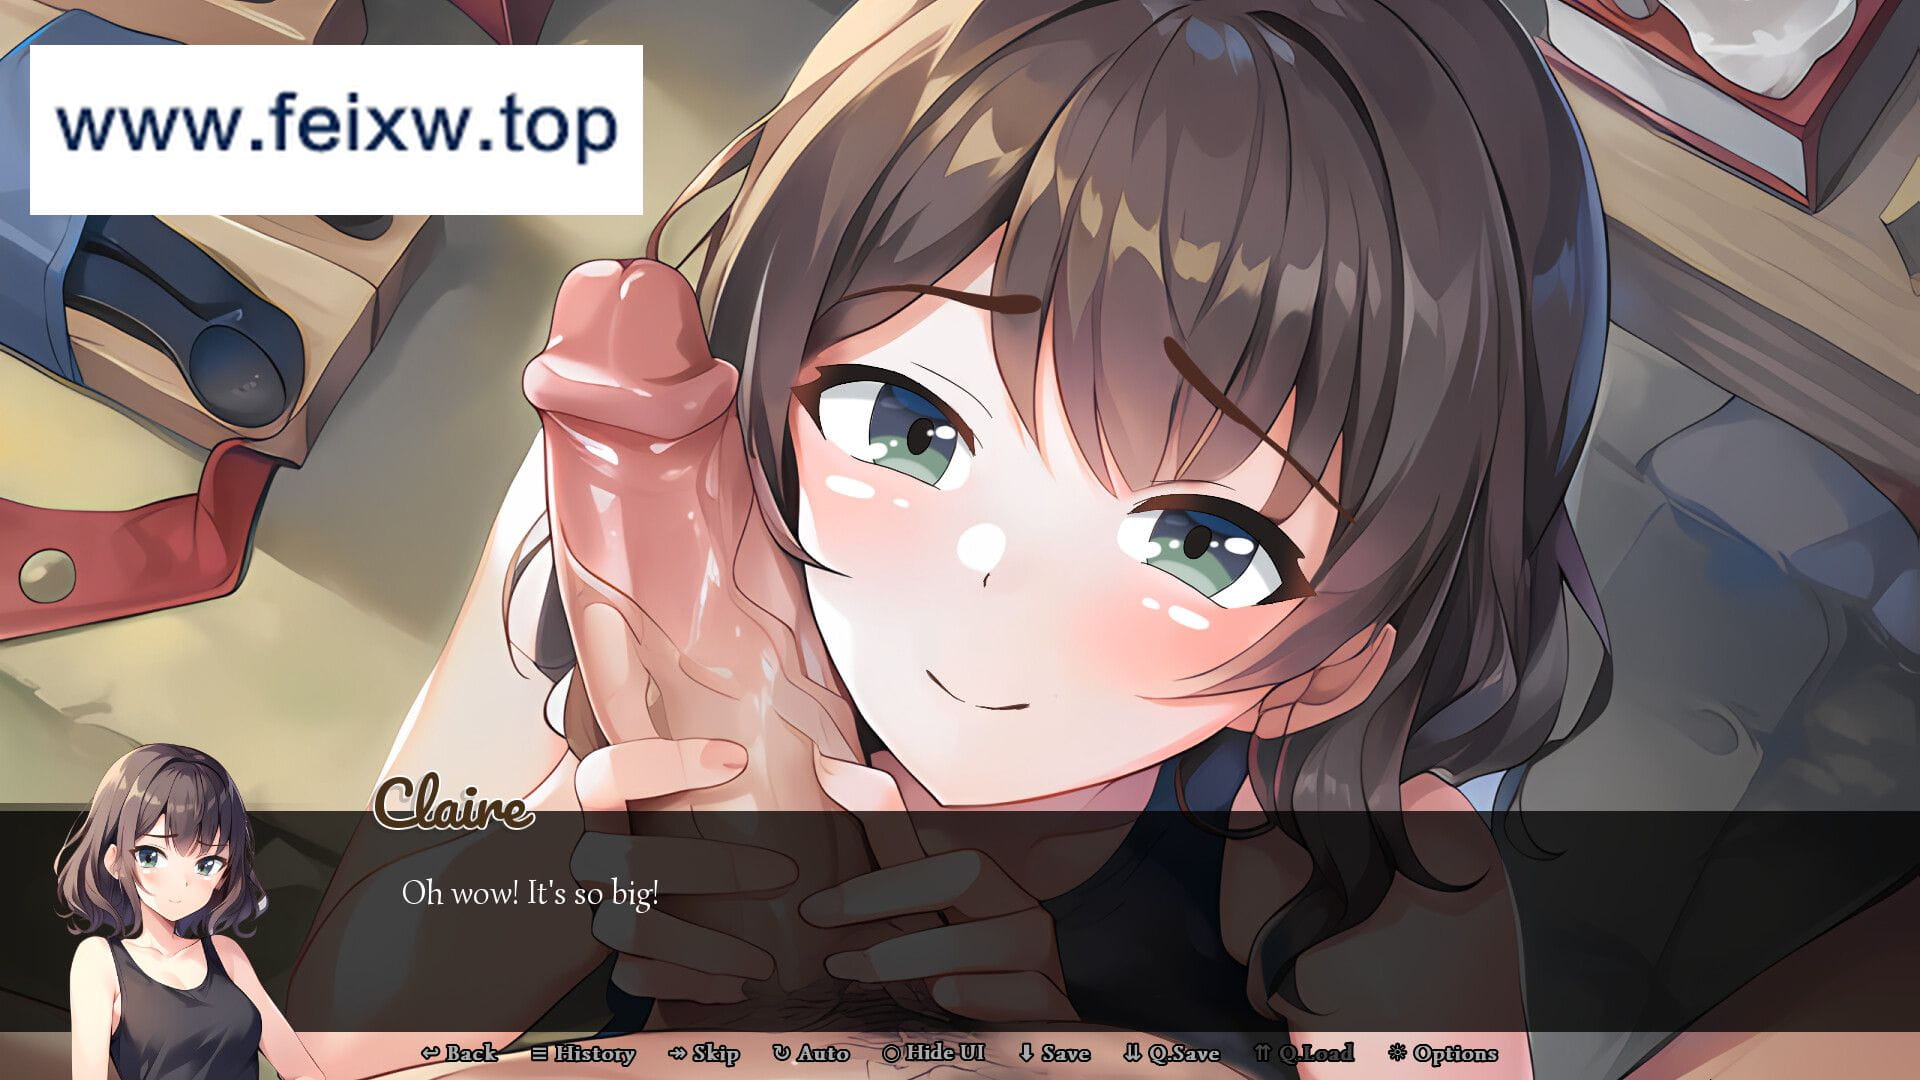 www.feixw.top
Claire
Oh wow! It's so big!
Back History Skip Auto Hide UI Save Q.Save Q.Load Options